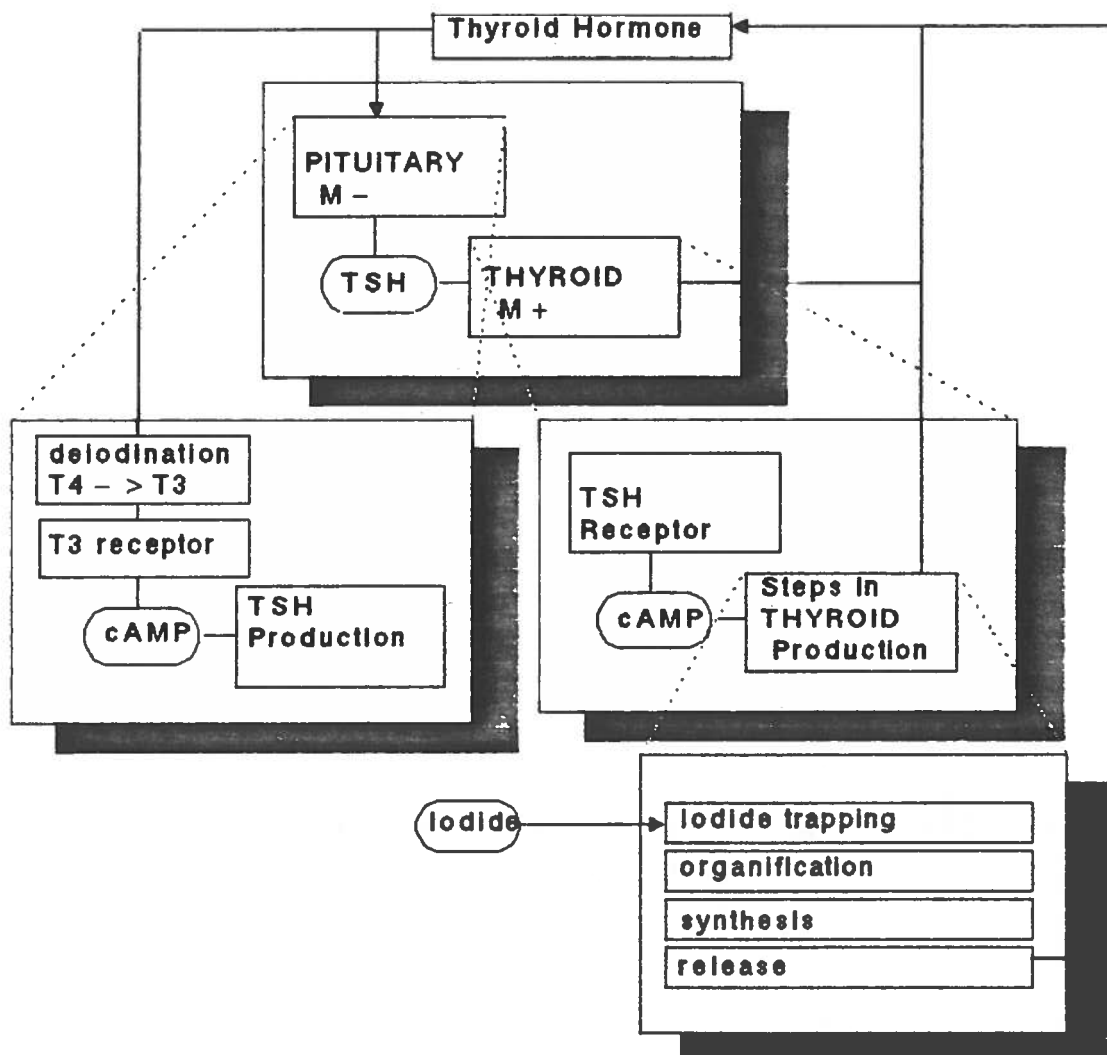 Thyroid Hormone
PITUITARY
M –
TSH
THYROID
M +
deiodination
T4 – > T3
T3 receptor
cAMP
TSH
Production
TSH
Receptor
cAMP
Steps in
THYROID
Production
Iodide
Iodide trapping
organification
synthesis
release